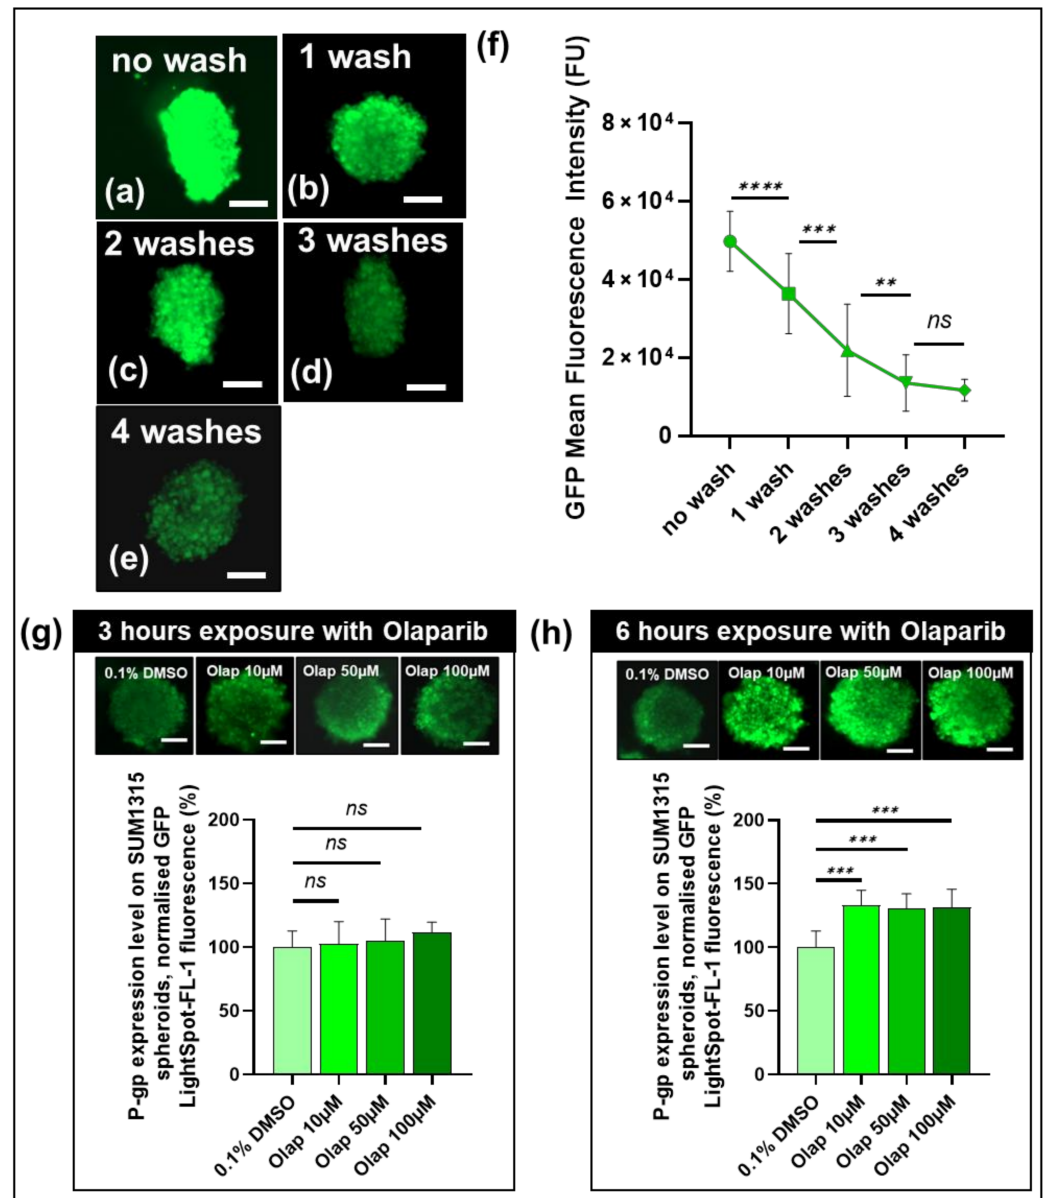 no wash
(a)
1 wash
(b)
2 washes
(c)
3 washes
(d)
4 washes
(e)
(f)
GFP Mean Fluorescence Intensity (FU)
8 × 10⁴
6 × 10⁴
4 × 10⁴
2 × 10⁴
0
****
***
**
ns
no wash
1 wash
2 washes
3 washes
4 washes
(g)
3 hours exposure with Olaparib
0.1% DMSO
Olap 10µM
Olap 50µM
Olap 100µM
P-gp expression level on SUM1315
spheroids, normalised GFP
LightSpot-FL-1 fluorescence (%)
200
150
100
50
0
ns
ns
ns
0.1% DMSO
Olap 10µM
Olap 50µM
Olap 100µM
(h)
6 hours exposure with Olaparib
0.1% DMSO
Olap 10µM
Olap 50µM
Olap 100µM
P-gp expression level on SUM1315
spheroids, normalised GFP
LightSpot-FL-1 fluorescence (%)
200
150
100
50
0
***
***
***
0.1% DMSO
Olap 10µM
Olap 50µM
Olap 100µM